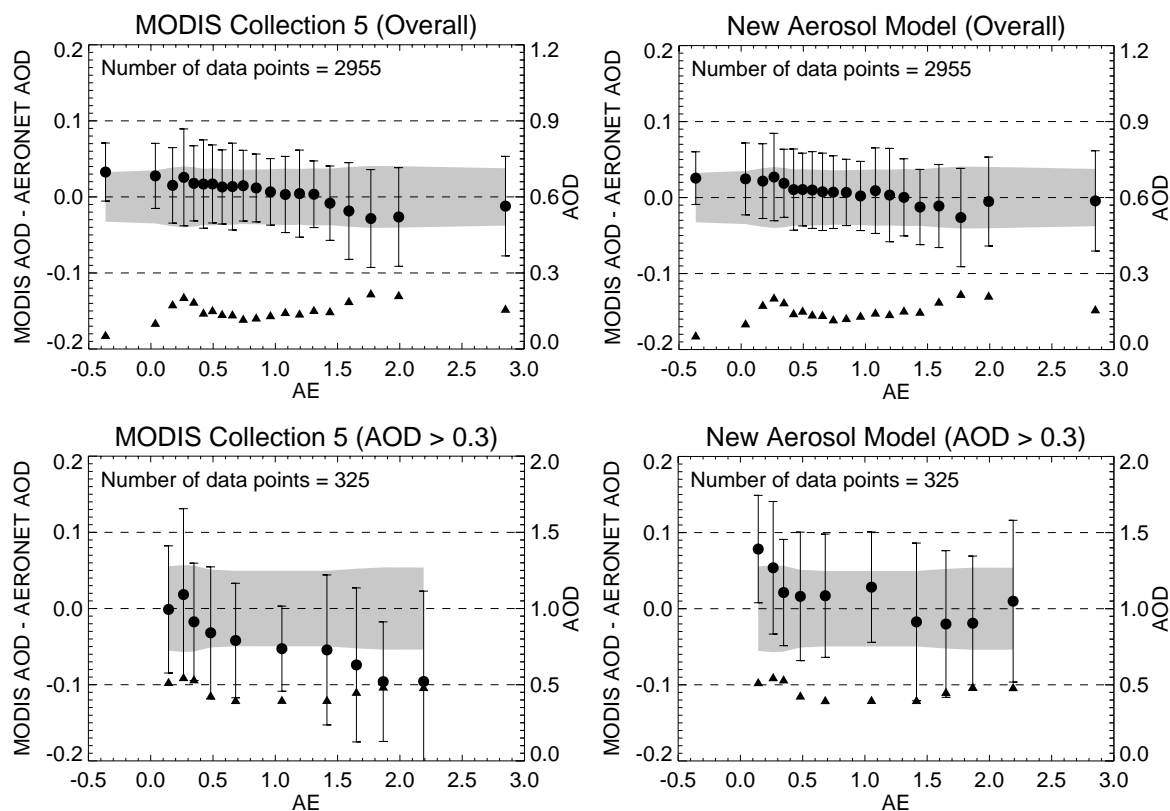 MODIS Collection 5 (Overall)
Number of data points = 2955
MODIS AOD - AERONET AOD
0.2
0.1
0.0
-0.1
-0.2
1.2
0.9
0.6
0.3
0.0
AOD
-0.5 0.0 0.5 1.0 1.5 2.0 2.5 3.0
AE
New Aerosol Model (Overall)
Number of data points = 2955
MODIS AOD - AERONET AOD
0.2
0.1
0.0
-0.1
-0.2
1.2
0.9
0.6
0.3
0.0
AOD
-0.5 0.0 0.5 1.0 1.5 2.0 2.5 3.0
AE
MODIS Collection 5 (AOD > 0.3)
Number of data points = 325
MODIS AOD - AERONET AOD
0.2
0.1
0.0
-0.1
-0.2
2.0
1.5
1.0
0.5
0.0
AOD
-0.5 0.0 0.5 1.0 1.5 2.0 2.5 3.0
AE
New Aerosol Model (AOD > 0.3)
Number of data points = 325
MODIS AOD - AERONET AOD
0.2
0.1
0.0
-0.1
-0.2
2.0
1.5
1.0
0.5
0.0
AOD
-0.5 0.0 0.5 1.0 1.5 2.0 2.5 3.0
AE